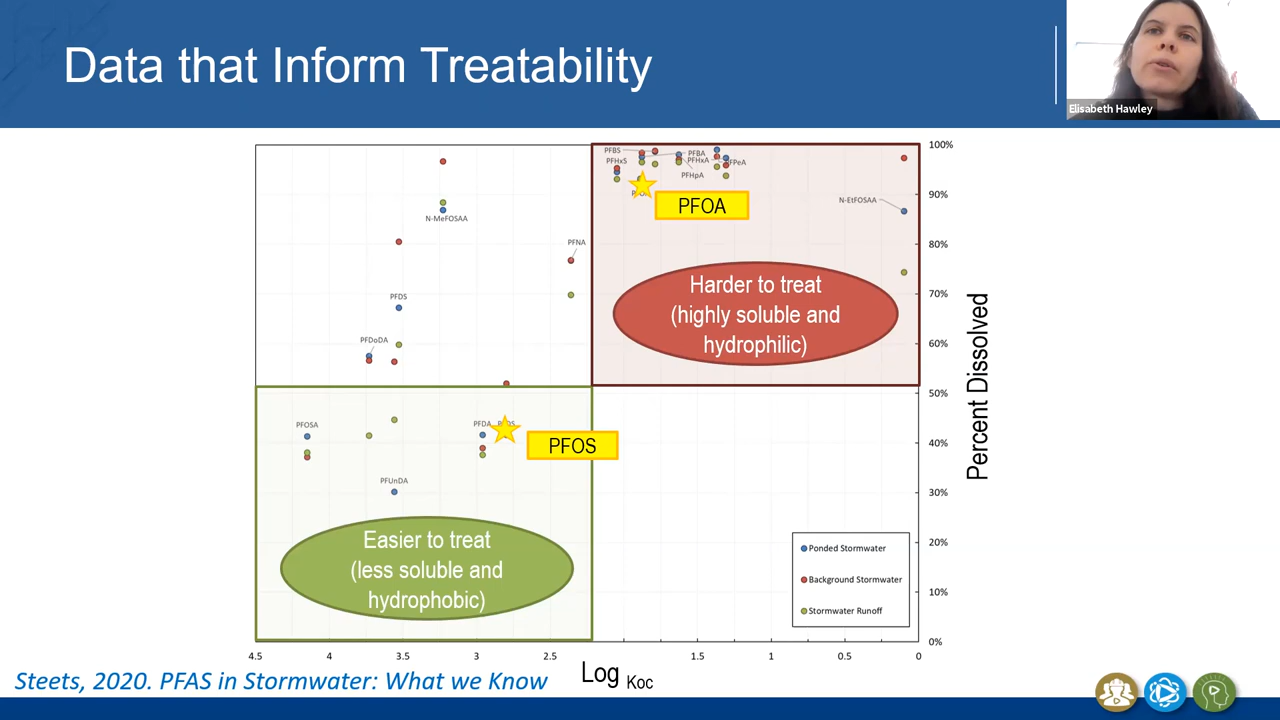 Data that Inform Treatability
Elisabeth Hawley
100%
90%
80%
70%
60%
50%
40%
30%
20%
10%
0%
Percent Dissolved
PFBS
PFBA
PFHxS
PFHxA
PFPeA
PFHpA
PFOA
N-EtFOSAA
N-MeFOSAA
PFNA
PFDS
PFDoDA
Harder to treat
(highly soluble and
hydrophilic)
POSA
PFDA
PFOS
PFUnDA
Easier to treat
(less soluble and
hydrophobic)
Ponded Stormwater
Background Stormwater
Stormwater Runoff
4.5 4 3.5 3 2.5 1.5 1 0.5 0
Log Koc
Steets, 2020. PFAS in Stormwater: What we Know